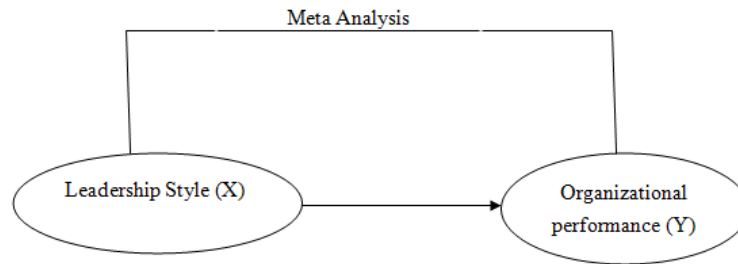 Meta Analysis
Leadership Style (X)
Organizational
performance (Y)